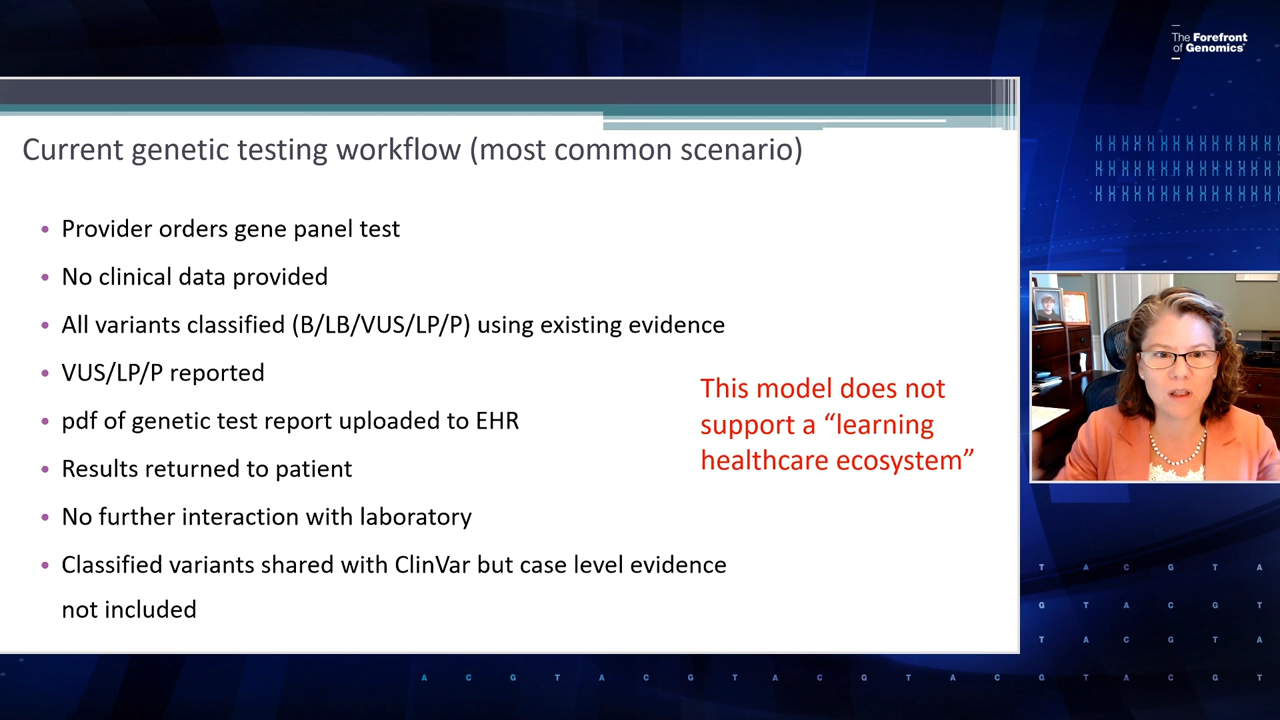 The Forefront
of Genomics®
Current genetic testing workflow (most common scenario)
• Provider orders gene panel test
• No clinical data provided
• All variants classified (B/LB/VUS/LP/P) using existing evidence
• VUS/LP/P reported
• pdf of genetic test report uploaded to EHR
• Results returned to patient
• No further interaction with laboratory
• Classified variants shared with ClinVar but case level evidence
not included
This model does not
support a “learning
healthcare ecosystem”
T A C G T A
G T A C G T
T A C G T A
A C G T A C G T A C G T A C G T A C G T